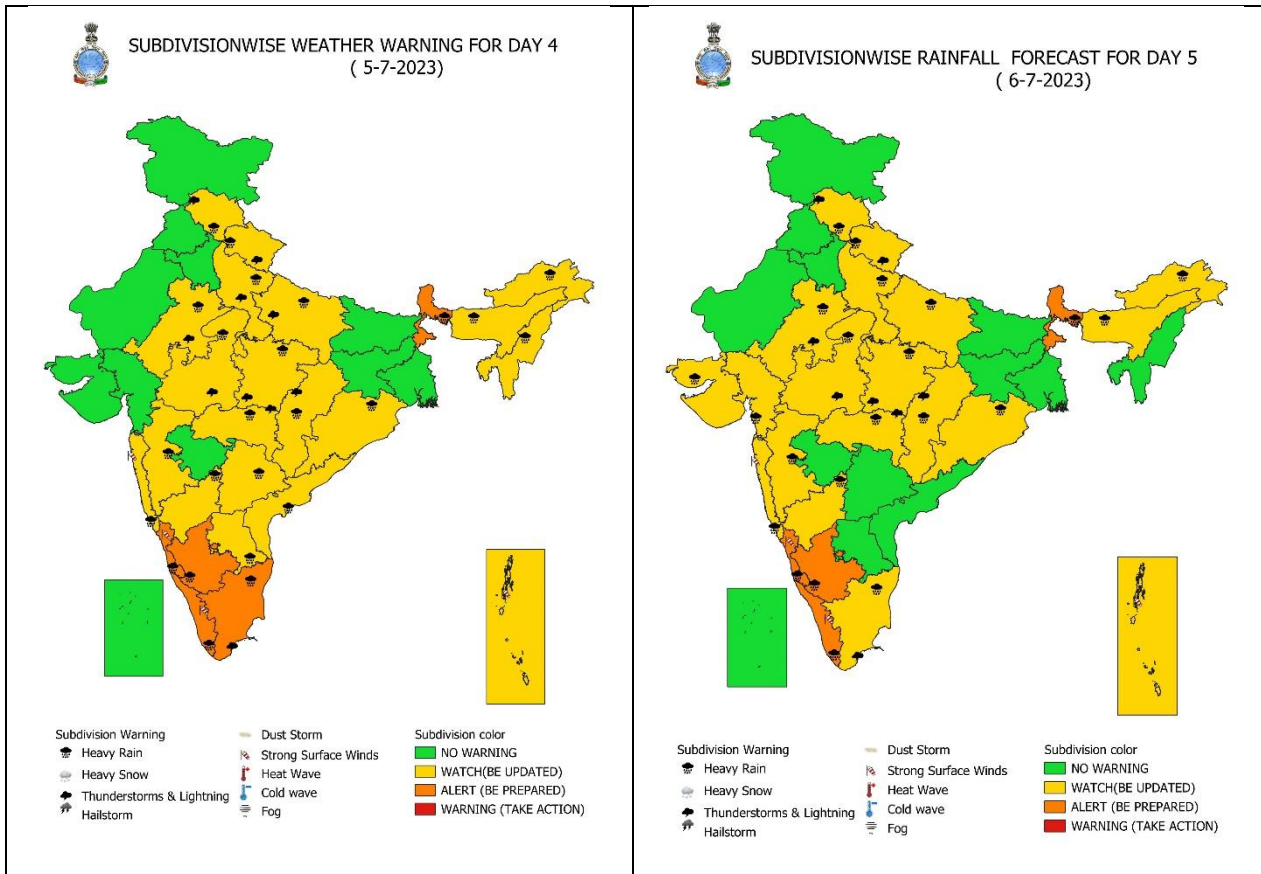 SUBDIVISIONWISE WEATHER WARNING FOR DAY 4
( 5-7-2023)
Subdivision Warning
Heavy Rain
Heavy Snow
Thunderstorms & Lightning
Hailstorm
Dust Storm
Strong Surface Winds
Heat Wave
Cold wave
Fog
Subdivision color
NO WARNING
WATCH(BE UPDATED)
ALERT (BE PREPARED)
WARNING (TAKE ACTION)
SUBDIVISIONWISE RAINFALL FORECAST FOR DAY 5
( 6-7-2023)
Subdivision Warning
Heavy Rain
Heavy Snow
Thunderstorms & Lightning
Hailstorm
Dust Storm
Strong Surface Winds
Heat Wave
Cold wave
Fog
Subdivision color
NO WARNING
WATCH(BE UPDATED)
ALERT (BE PREPARED)
WARNING (TAKE ACTION)